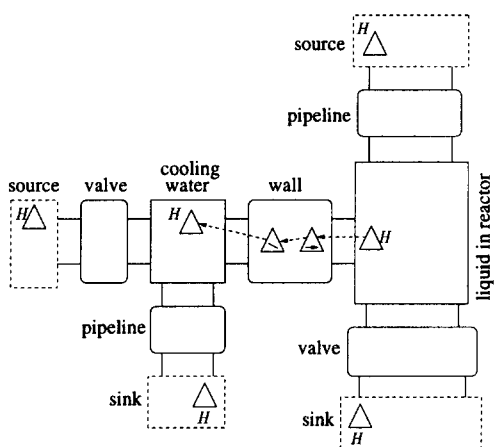 H
source
pipeline
cooling
water
source
valve
wall
H
H
H
liquid in reactor
pipeline
valve
sink
H
sink
H